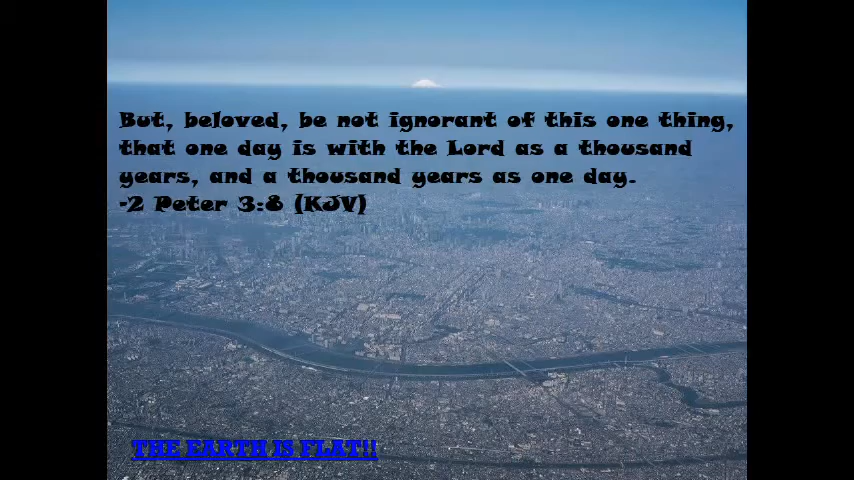 But, beloved, be not ignorant of this one thing,
that one day is with the Lord as a thousand
years, and a thousand years as one day.
-2 Peter 3:8 (KJV)
THE EARTH IS FLAT!!